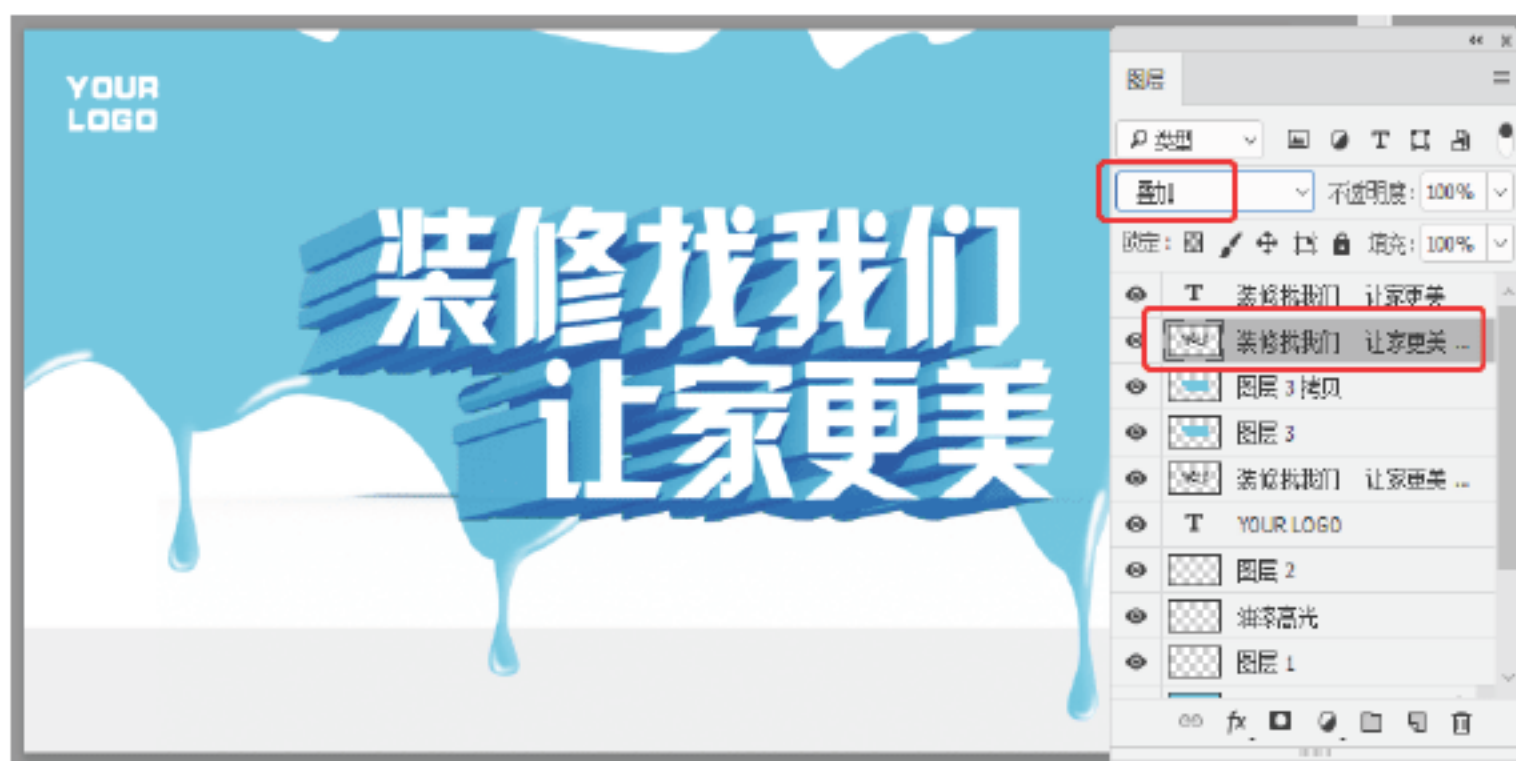 YOUR
LOGO
装修找我们
让家更美
图层
类型
叠加
不透明度: 100%
锁定:
填充: 100%
T 装修找我们 让家更美
装修找我们 让家更美 ...
图层 3 拷贝
图层 3
装修找我们 让家更美 ...
T YOUR LOGO
图层 2
油漆高光
图层 1
fx